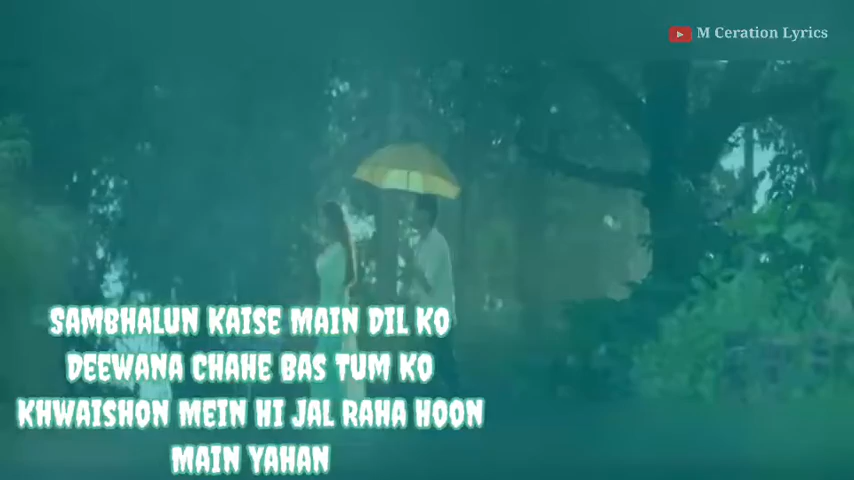 M Ceration Lyrics
SAMBHALUN KAISE MAIN DIL KO
DEEWANA CHAHE BAS TUM KO
KHWAISHON MEIN HI JAL RAHA HOON
MAIN YAHAN